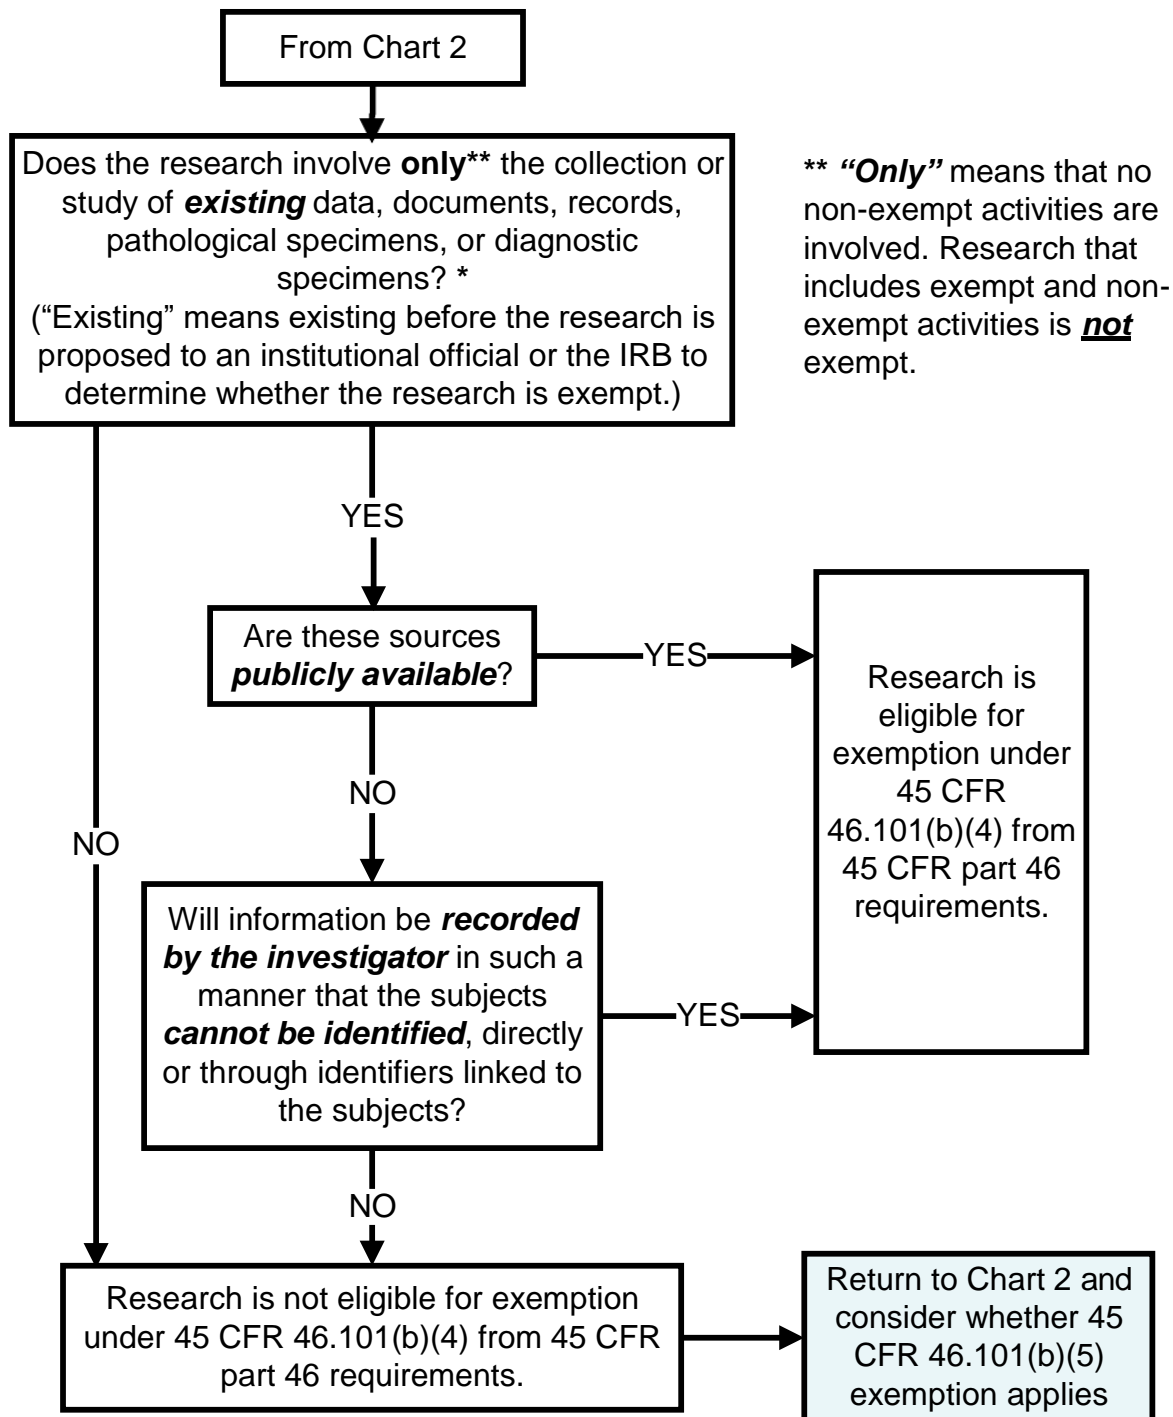 From Chart 2
Does the research involve only** the collection or
study of existing data, documents, records,
pathological specimens, or diagnostic
specimens? *
(“Existing” means existing before the research is
proposed to an institutional official or the IRB to
determine whether the research is exempt.)
** “Only” means that no
non-exempt activities are
involved. Research that
includes exempt and non-
exempt activities is not
exempt.
YES
Are these sources
publicly available?
YES
Research is
eligible for
exemption under
45 CFR
46.101(b)(4) from
45 CFR part 46
requirements.
NO
NO
Will information be recorded
by the investigator in such a
manner that the subjects
cannot be identified, directly
or through identifiers linked to
the subjects?
YES
NO
Research is not eligible for exemption
under 45 CFR 46.101(b)(4) from 45 CFR
part 46 requirements.
Return to Chart 2 and
consider whether 45
CFR 46.101(b)(5)
exemption applies